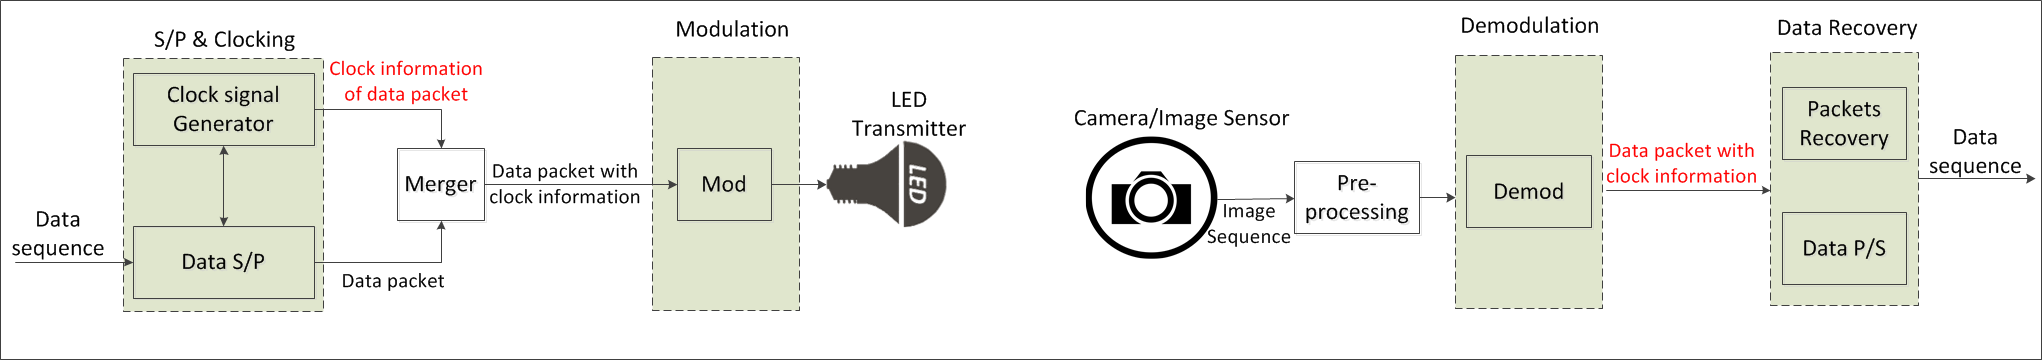 S/P & Clocking
Clock signal
Generator
Data S/P
Data
sequence
Clock information
of data packet
Data packet
Merger
Data packet with
clock information
Modulation
Mod
LED
Transmitter
LED
Camera/Image Sensor
Image
Sequence
Pre-
processing
Demodulation
Demod
Data packet with
clock information
Data Recovery
Packets
Recovery
Data P/S
Data
sequence